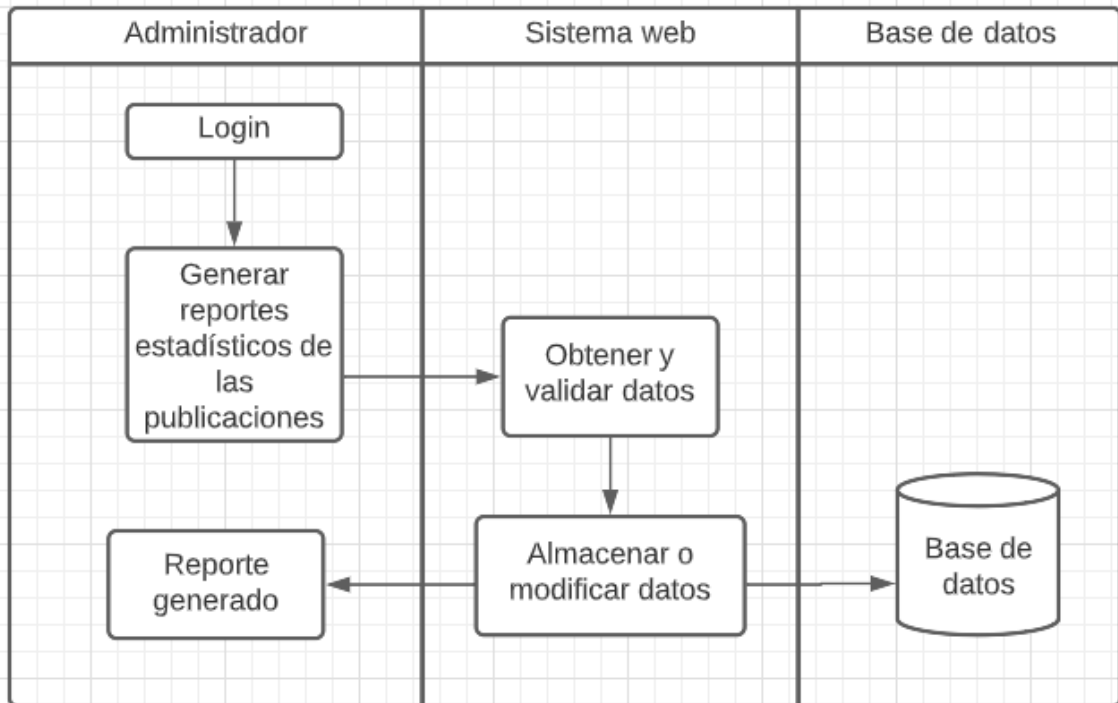 Administrador
Sistema web
Base de datos
Login
Generar
reportes
estadísticos de
las
publicaciones
Obtener y
validar datos
Almacenar o
modificar datos
Reporte
generado
Base de
datos